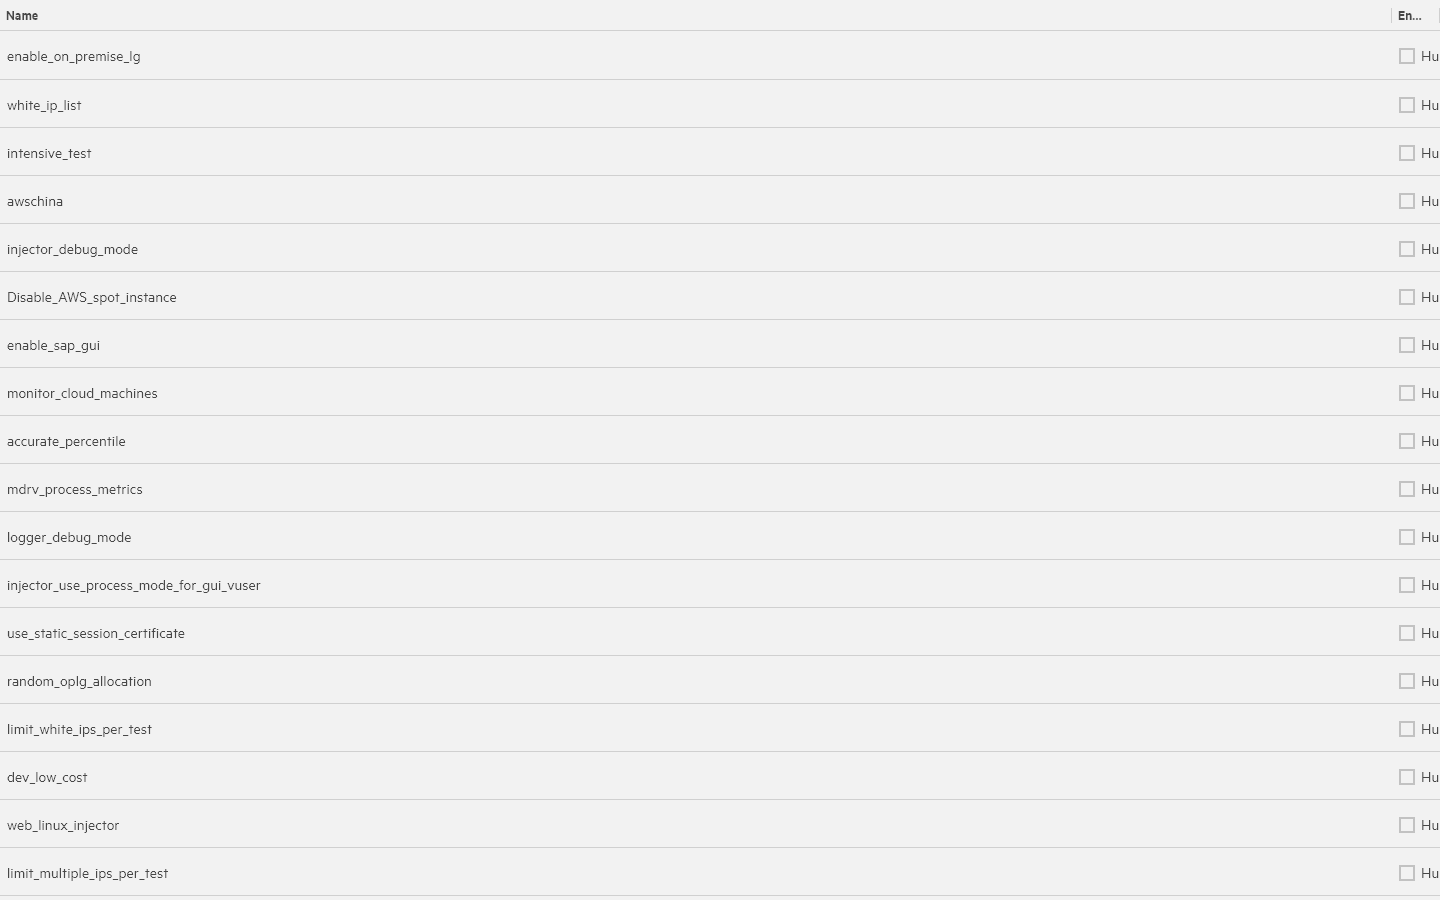 Name En...
enable_on_premise_lg Hu
white_ip_list Hu
intensive_test Hu
awschina Hu
injector_debug_mode Hu
Disable_AWS_spot_instance Hu
enable_sap_gui Hu
monitor_cloud_machines Hu
accurate_percentile Hu
mdrv_process_metrics Hu
logger_debug_mode Hu
injector_use_process_mode_for_gui_vuser Hu
use_static_session_certificate Hu
random_oplg_allocation Hu
limit_white_ips_per_test Hu
dev_low_cost Hu
web_linux_injector Hu
limit_multiple_ips_per_test Hu